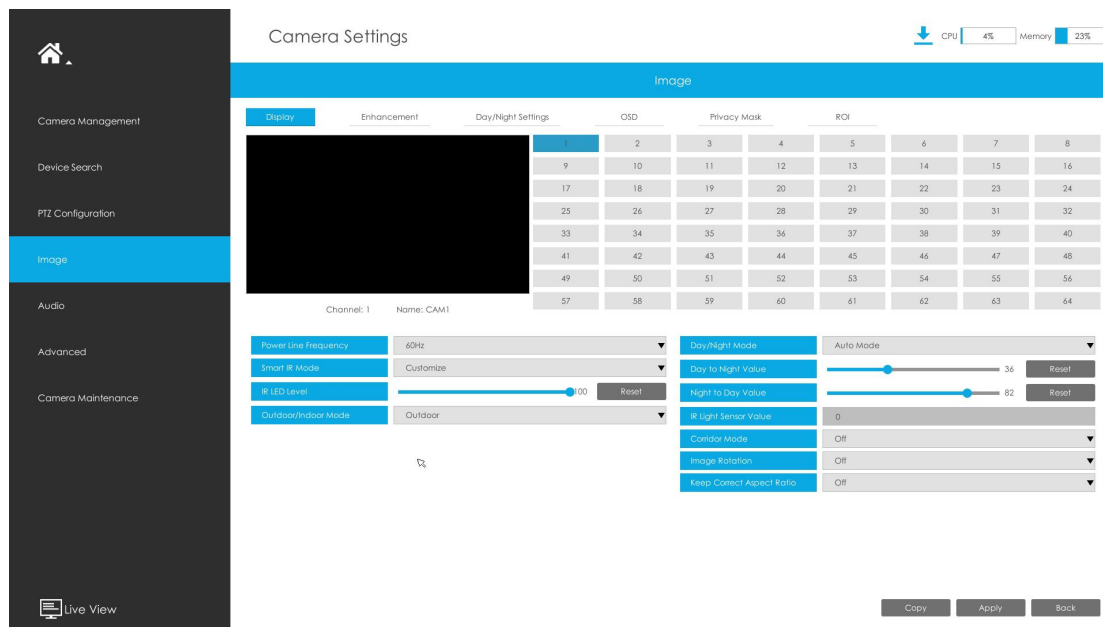 Camera Settings
CPU 4% Memory 23%
Image
Camera Management
Device Search
PTZ Configuration
Image
Audio
Advanced
Camera Maintenance
Live View
Display Enhancement Day/Night Settings OSD Privacy Mask ROI
1 2 3 4 5 6 7 8
9 10 11 12 13 14 15 16
17 18 19 20 21 22 23 24
25 26 27 28 29 30 31 32
33 34 35 36 37 38 39 40
41 42 43 44 45 46 47 48
49 50 51 52 53 54 55 56
57 58 59 60 61 62 63 64
Channel: 1 Name: CAM1
Power Line Frequency 60Hz
Smart IR Mode Customize
IR LED Level 100 Reset
Outdoor/Indoor Mode Outdoor
Day/Night Mode Auto Mode
Day to Night Value 36 Reset
Night to Day Value 82 Reset
IR Light Sensor Value 0
Corridor Mode Off
Image Rotation Off
Keep Correct Aspect Ratio Off
Copy Apply Back